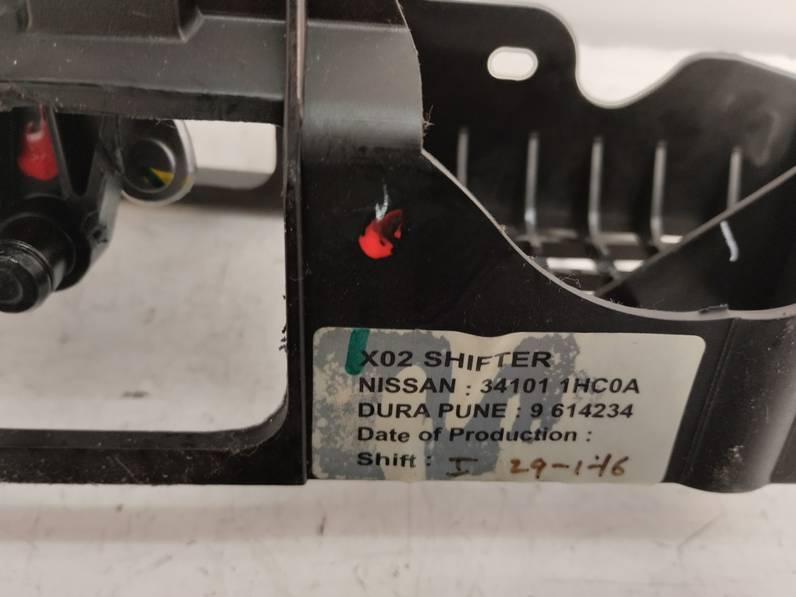 X02 SHIFTER
NISSAN : 34101 1HC0A
DURA PUNE : 9 614234
Date of Production :
Shift : I 29-1-16